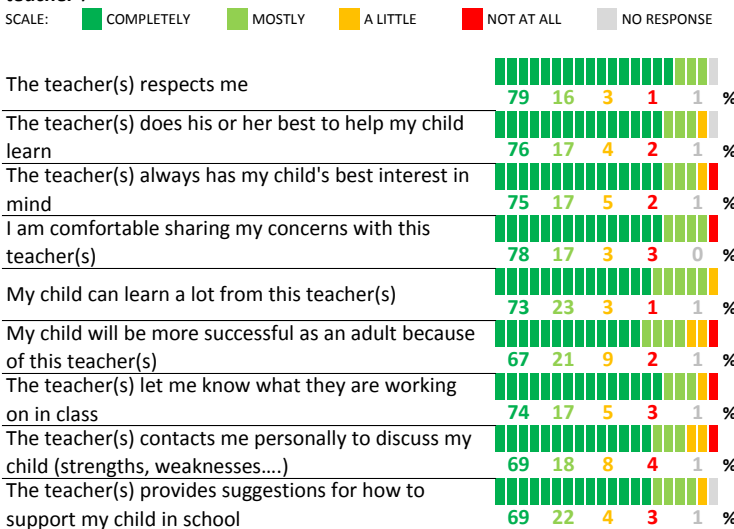 SCALE: COMPLETELY MOSTLY A LITTLE NOT AT ALL NO RESPONSE
The teacher(s) respects me
79 16 3 1 1 %
The teacher(s) does his or her best to help my child
learn
76 17 4 2 1 %
The teacher(s) always has my child's best interest in
mind
75 17 5 2 1 %
I am comfortable sharing my concerns with this
teacher(s)
78 17 3 3 0 %
My child can learn a lot from this teacher(s)
73 23 3 1 1 %
My child will be more successful as an adult because
of this teacher(s)
67 21 9 2 1 %
The teacher(s) let me know what they are working
on in class
74 17 5 3 1 %
The teacher(s) contacts me personally to discuss my
child (strengths, weaknesses....)
69 18 8 4 1 %
The teacher(s) provides suggestions for how to
support my child in school
69 22 4 3 1 %